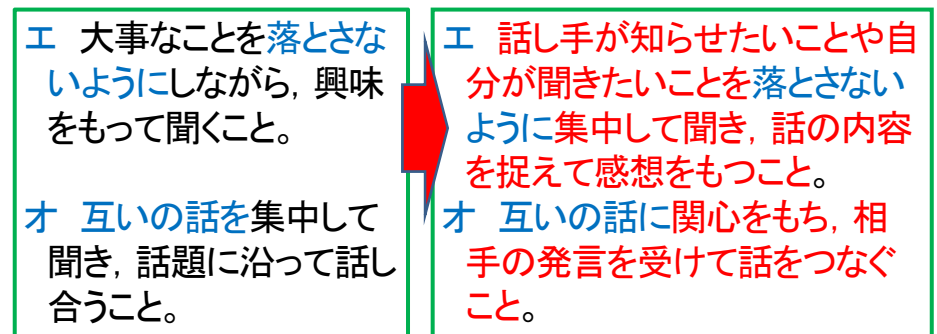 エ 大事なことを落とさな
いようにしながら，興味
をもって聞くこと。
オ 互いの話を集中して
聞き，話題に沿って話し
合うこと。
エ 話し手が知らせたいことや自
分が聞きたいことを落とさない
ように集中して聞き，話の内容
を捉えて感想をもつこと。
オ 互いの話に関心をもち，相
手の発言を受けて話をつなぐ
こと。